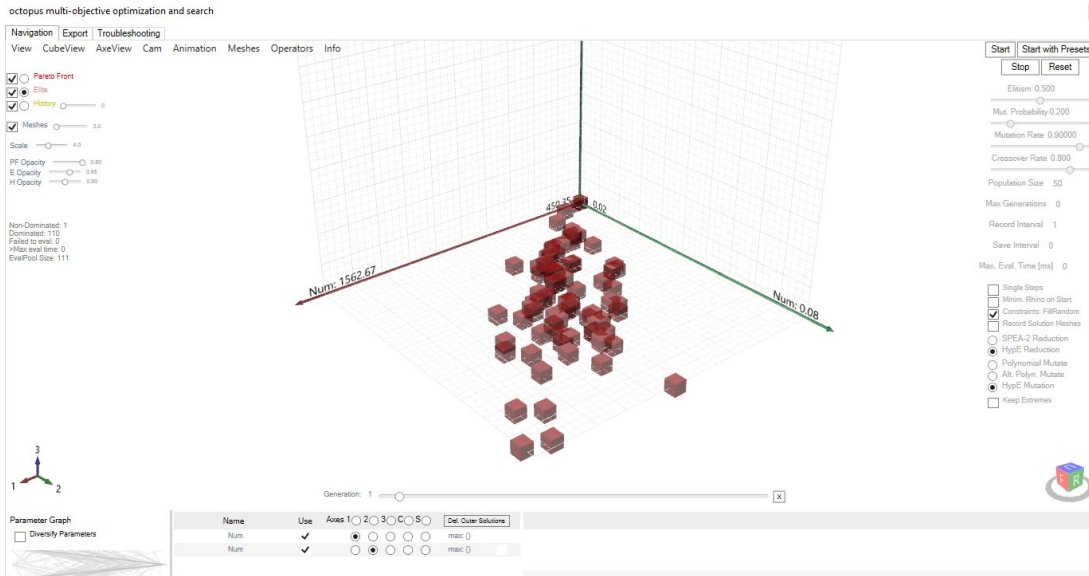 octopus multi-objective optimization and search
Navigation Export Troubleshooting
View CubeView AxeView Cam Animation Meshes Operators Info
Start Start with Presets
Stop Reset
Pareto Front
Elite
History 0
Meshes 3.0
Scale 4.0
PF Opacity 0.90
E Opacity 0.65
H Opacity 0.50
Non-Dominated: 1
Dominated: 110
Failed to eval: 0
>Max eval time: 0
EvalPool Size: 111
Elitism 0.500
Mut. Probability 0.200
Mutation Rate 0.90000
Crossover Rate 0.800
Population Size 50
Max Generations 0
Record Interval 1
Save Interval 0
Max. Eval. Time [ms] 0
Single Steps
Minim. Rhino on Start
Constraints: FillRandom
Record Solution Meshes
SPEA-2 Reduction
HypE Reduction
Polynomial Mutate
Alt. Polyn. Mutate
HypE Mutation
Keep Extremes
450.35 0.02
Num: 1562.67
Num: 0.08
3
1 2
E
F R
Generation: 1 X
Parameter Graph
Diversify Parameters
Name Use Axes 1 2 3 C S Del. Outer Solutions
Num max: ()
Num max: ()